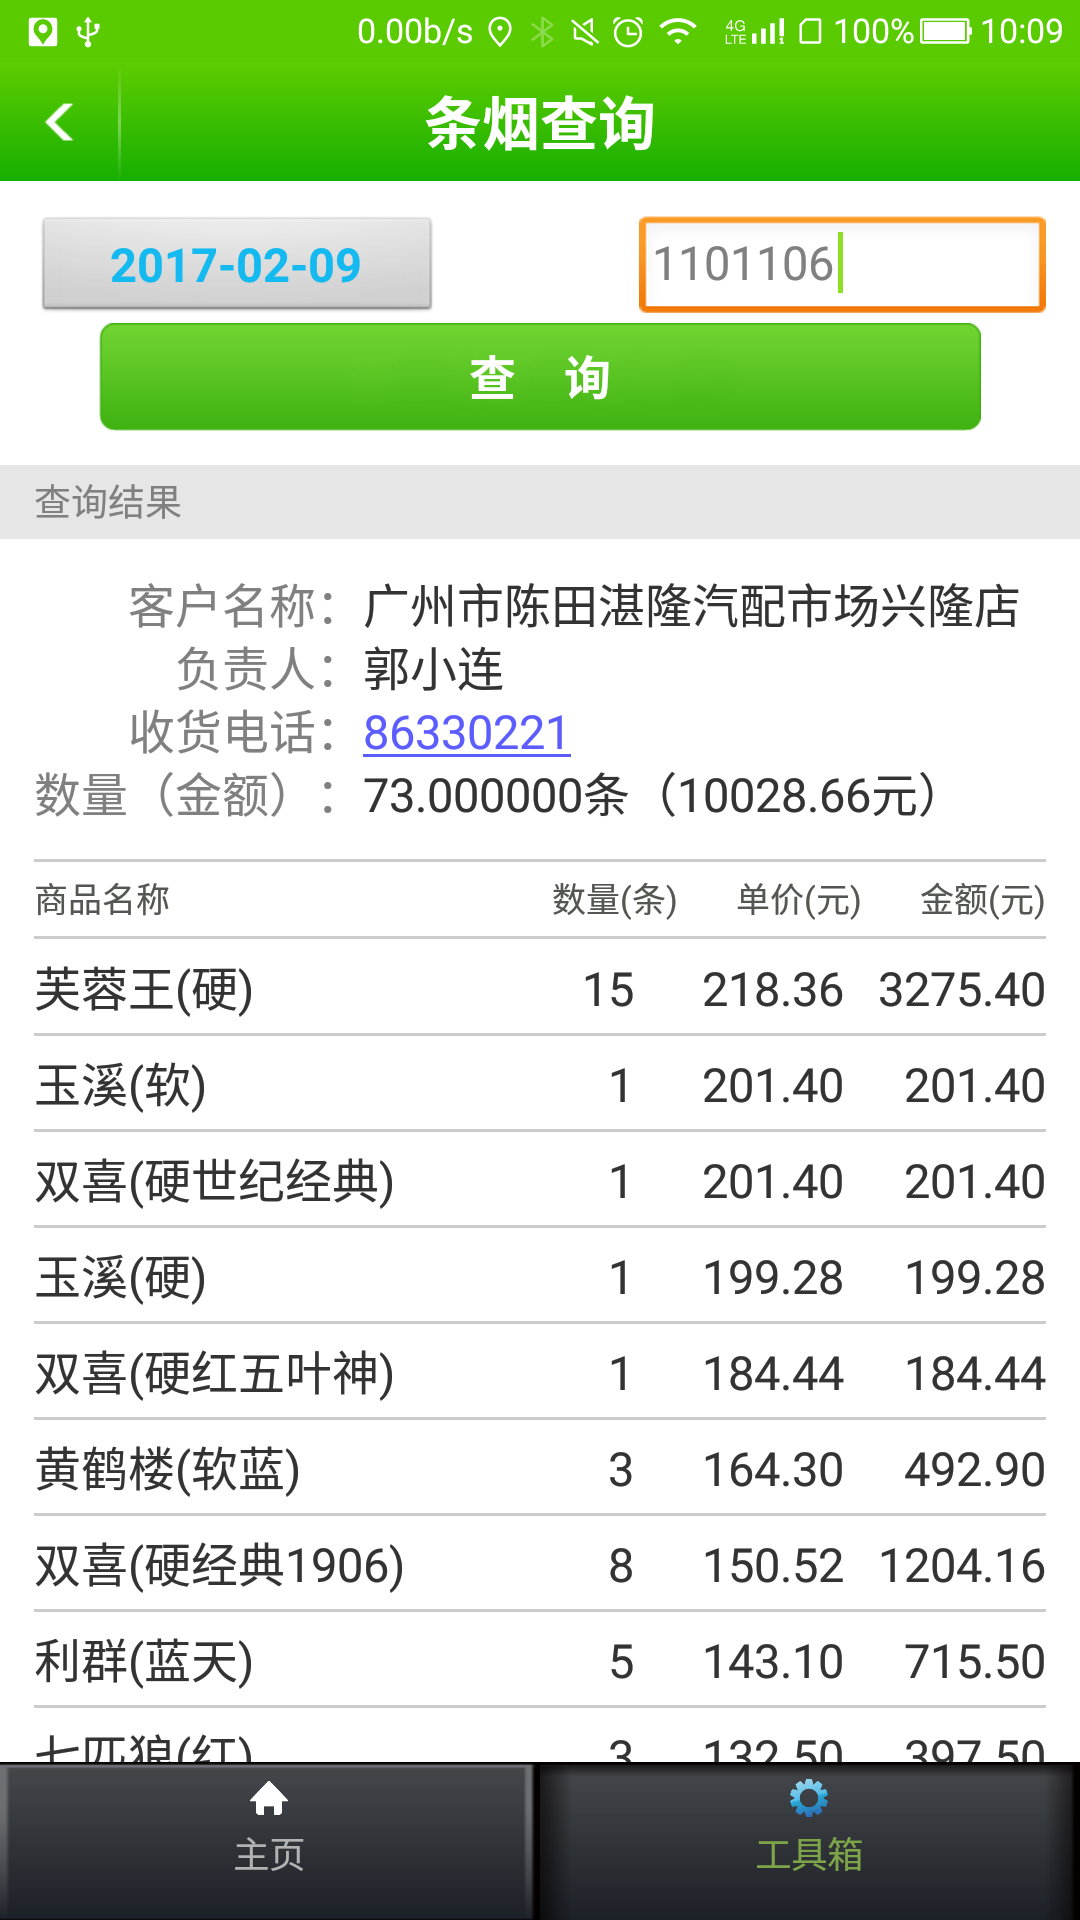 0.00b/s 4G LTE 100% 10:09
条烟查询
2017-02-09 1101106
查 询
查询结果
客户名称： 广州市陈田湛隆汽配市场兴隆店
负责人： 郭小连
收货电话： 86330221
数量（金额）： 73.000000条（10028.66元）
商品名称 数量(条) 单价(元) 金额(元)
芙蓉王(硬) 15 218.36 3275.40
玉溪(软) 1 201.40 201.40
双喜(硬世纪经典) 1 201.40 201.40
玉溪(硬) 1 199.28 199.28
双喜(硬红五叶神) 1 184.44 184.44
黄鹤楼(软蓝) 3 164.30 492.90
双喜(硬经典1906) 8 150.52 1204.16
利群(蓝天) 5 143.10 715.50
七匹狼(红) 3 132.50 397.50
主页 工具箱